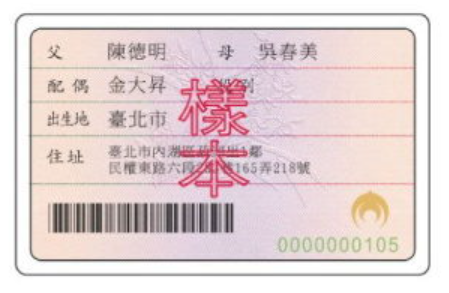 父 陳德明 母 吳春美
配偶 金大昇 役別
出生地 臺北市
住址 臺北市內湖區
民權東路六段 165弄218號
樣本
0000000105